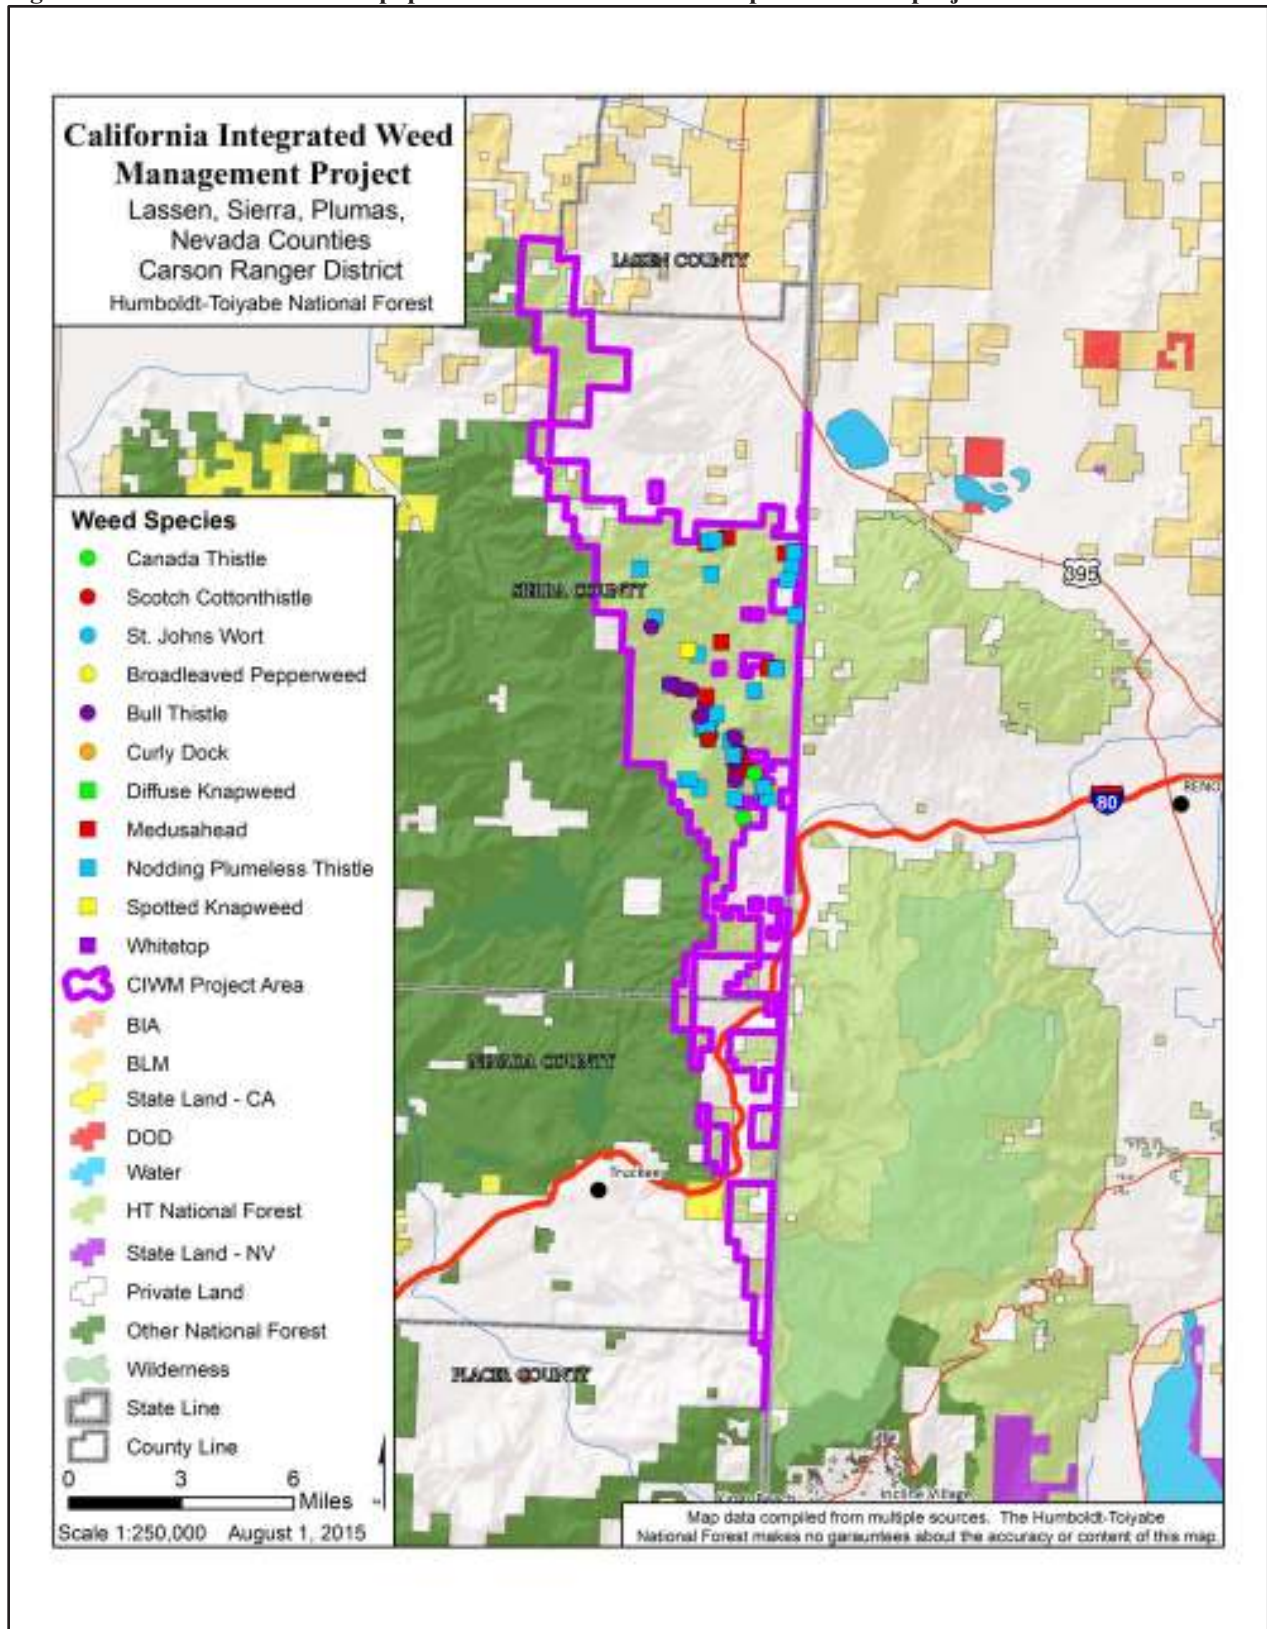 California Integrated Weed
Management Project
Lassen, Sierra, Plumas,
Nevada Counties
Carson Ranger District
Humboldt-Toiyabe National Forest
LASSEN COUNTY
395
SIERRA COUNTY
80
RENO
NEVADA COUNTY
Truckee
PLACER COUNTY
Incline Village
Weed Species
Canada Thistle
Scotch Cottonthistle
St. Johns Wort
Broadleaved Pepperweed
Bull Thistle
Curly Dock
Diffuse Knapweed
Medusahead
Nodding Plumeless Thistle
Spotted Knapweed
Whitetop
CIWM Project Area
BIA
BLM
State Land - CA
DOD
Water
HT National Forest
State Land - NV
Private Land
Other National Forest
Wilderness
State Line
County Line
0 3 6
Miles
Scale 1:250,000 August 1, 2015
Map data compiled from multiple sources. The Humboldt-Toiyabe
National Forest makes no garauntees about the accuracy or content of this map.